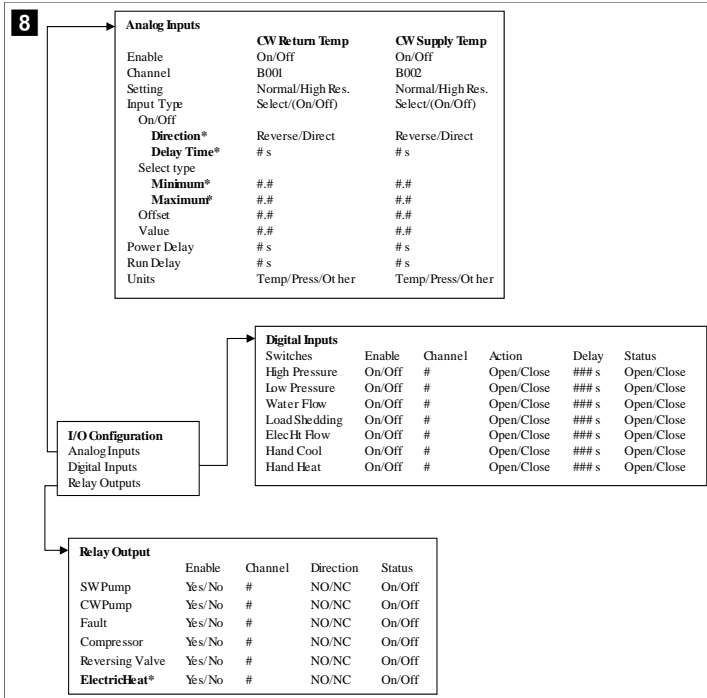 8
Analog Inputs
CW Return Temp CW Supply Temp
Enable On/Off On/Off
Channel B001 B002
Setting Normal/High Res. Normal/High Res.
Input Type Select/(On/Off) Select/(On/Off)
On/Off
Direction* Reverse/Direct Reverse/Direct
Delay Time* # s # s
Select type
Minimum* #.# #.#
Maximum* #.# #.#
Offset #.# #.#
Value #.# #.#
Power Delay # s # s
Run Delay # s # s
Units Temp/Press/Other Temp/Press/Other
Digital Inputs
Switches Enable Channel Action Delay Status
High Pressure On/Off # Open/Close ### s Open/Close
Low Pressure On/Off # Open/Close ### s Open/Close
Water Flow On/Off # Open/Close ### s Open/Close
Load Shedding On/Off # Open/Close ### s Open/Close
ElecHt Flow On/Off # Open/Close ### s Open/Close
Hand Cool On/Off # Open/Close ### s Open/Close
Hand Heat On/Off # Open/Close ### s Open/Close
I/O Configuration
Analog Inputs
Digital Inputs
Relay Outputs
Relay Output
Enable Channel Direction Status
SW Pump Yes/No # NO/NC On/Off
CW Pump Yes/No # NO/NC On/Off
Fault Yes/No # NO/NC On/Off
Compressor Yes/No # NO/NC On/Off
Reversing Valve Yes/No # NO/NC On/Off
ElectricHeat* Yes/No # NO/NC On/Off